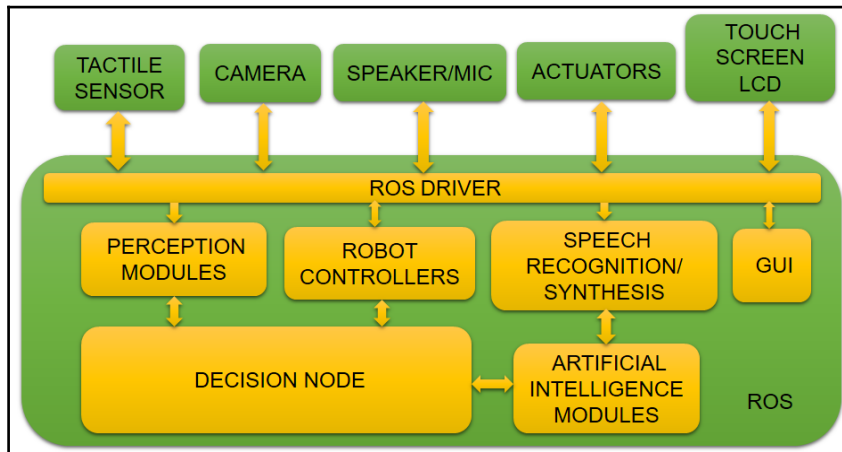 TACTILE
SENSOR
CAMERA
SPEAKER/MIC
ACTUATORS
TOUCH
SCREEN
LCD
ROS DRIVER
PERCEPTION
MODULES
ROBOT
CONTROLLERS
SPEECH
RECOGNITION/
SYNTHESIS
GUI
DECISION NODE
ARTIFICIAL
INTELLIGENCE
MODULES
ROS